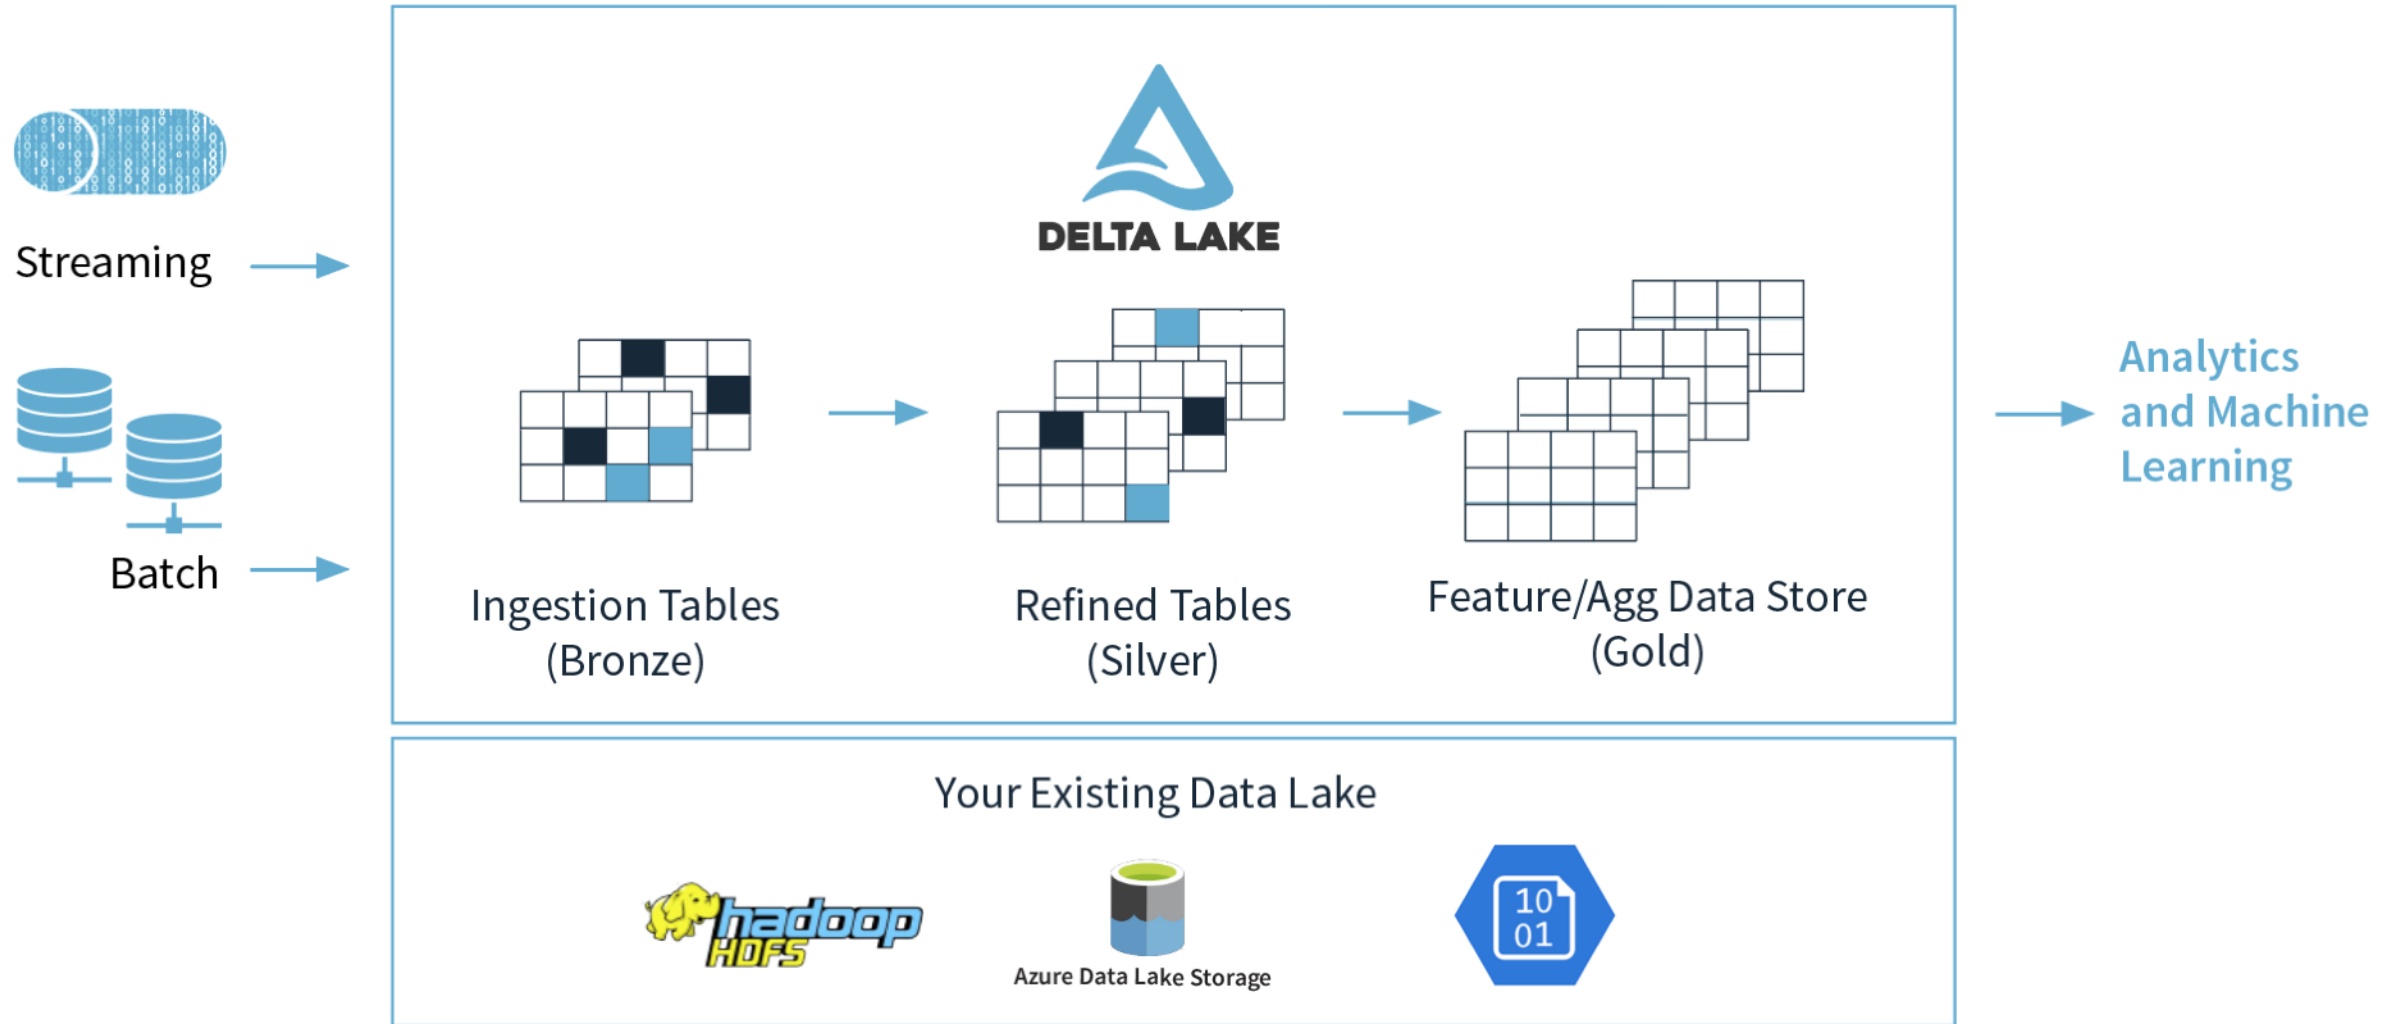 DELTA LAKE
Streaming
Batch
Ingestion Tables
(Bronze)
Refined Tables
(Silver)
Feature/Agg Data Store
(Gold)
Analytics
and Machine
Learning
Your Existing Data Lake
hadoop
HDFS
Azure Data Lake Storage
10
01